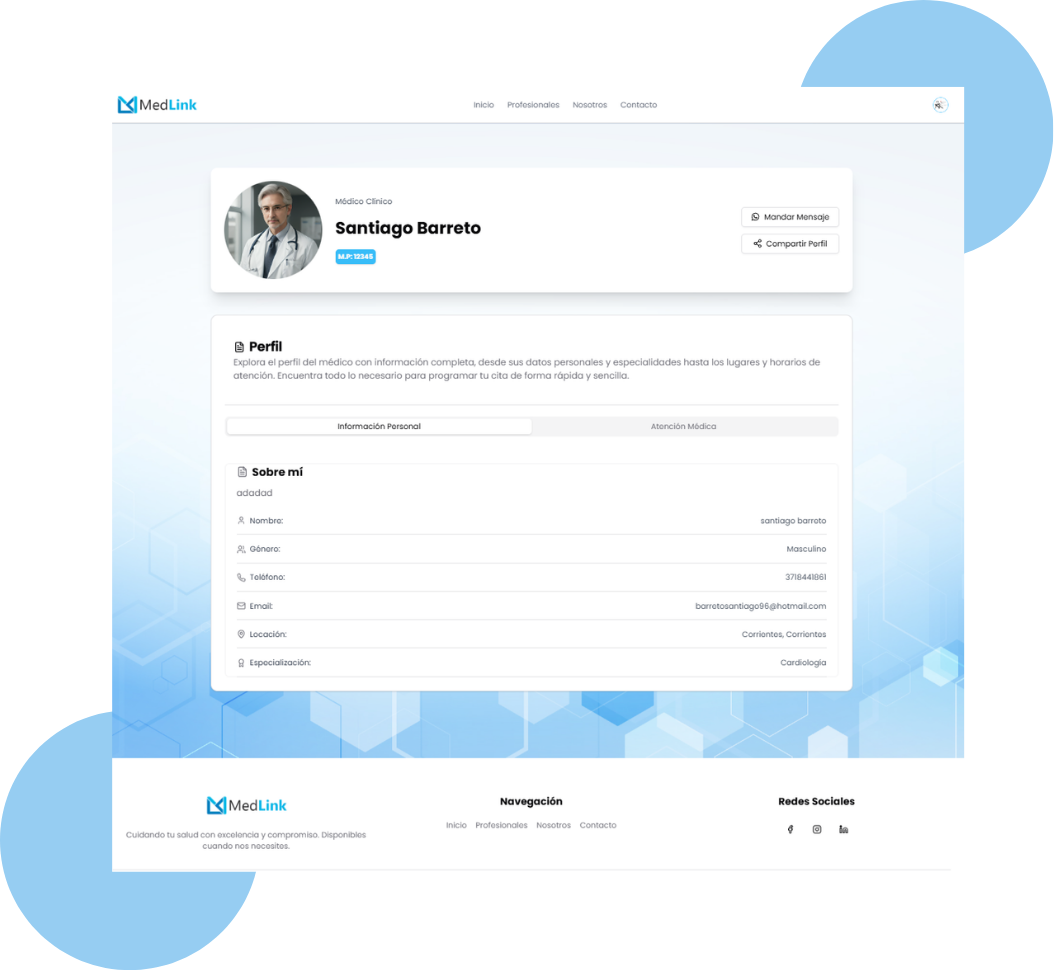 MedLink
Inicio Profesionales Nosotros Contacto
Médico Clínico
Santiago Barreto
M.P: 12345
Mandar Mensaje
Compartir Perfil
Perfil
Explora el perfil del médico con información completa, desde sus datos personales y especialidades hasta los lugares y horarios de
atención. Encuentra todo lo necesario para programar tu cita de forma rápida y sencilla.
Información Personal Atención Médica
Sobre mí
adadad
Nombre: santiago barreto
Género: Masculino
Teléfono: 3718441861
Email: barretosantiago96@hotmail.com
Locación: Corrientes, Corrientes
Especialización: Cardiologia
MedLink
Cuidando tu salud con excelencia y compromiso. Disponibles
cuando nos necesites.
Navegación
Inicio Profesionales Nosotros Contacto
Redes Sociales